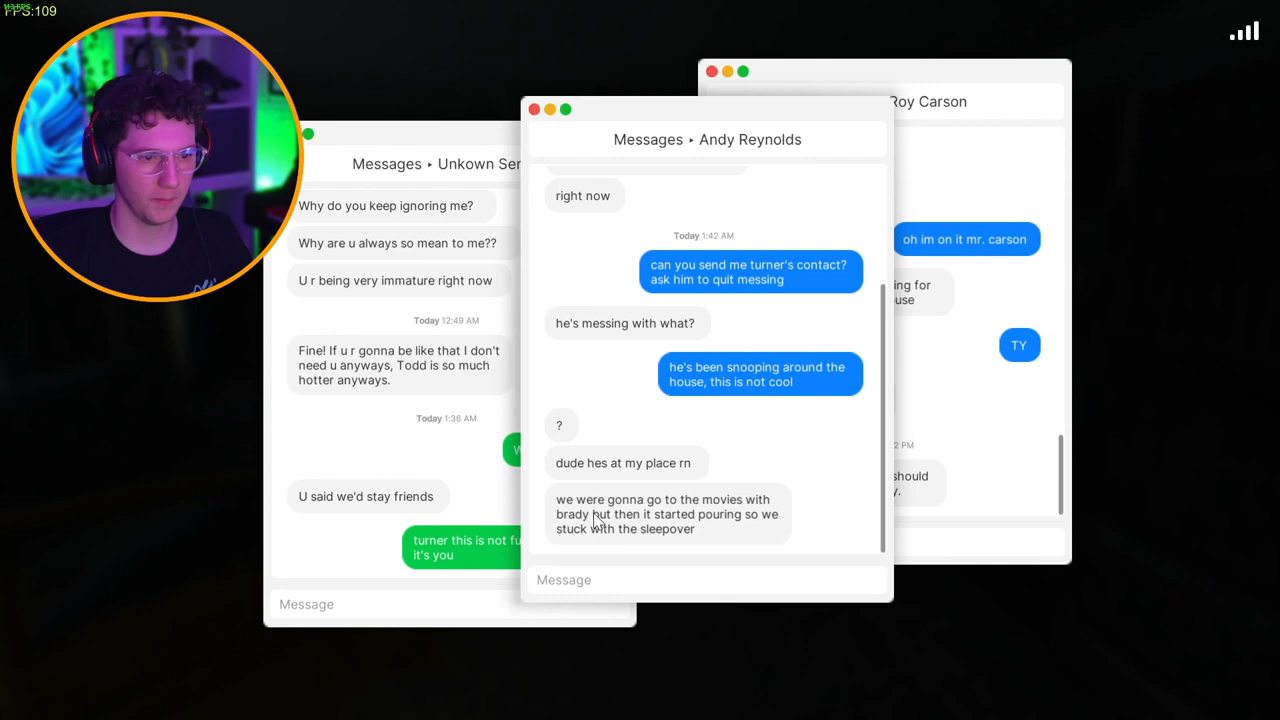 FPS:109
Messages ▸ Unkown Ser
Why do you keep ignoring me?
Why are u always so mean to me??
U r being very immature right now
Today 12:49 AM
Fine! If u r gonna be like that I don't
need u anyways, Todd is so much
hotter anyways.
Today 1:36 AM
W
U said we'd stay friends
turner this is not fu
it's you
Message
Messages ▸ Andy Reynolds
right now
Today 1:42 AM
can you send me turner's contact?
ask him to quit messing
he's messing with what?
he's been snooping around the
house, this is not cool
?
dude hes at my place rn
we were gonna go to the movies with
brady but then it started pouring so we
stuck with the sleepover
Message
Roy Carson
oh im on it mr. carson
ing for
use
TY
2 PM
should
y.